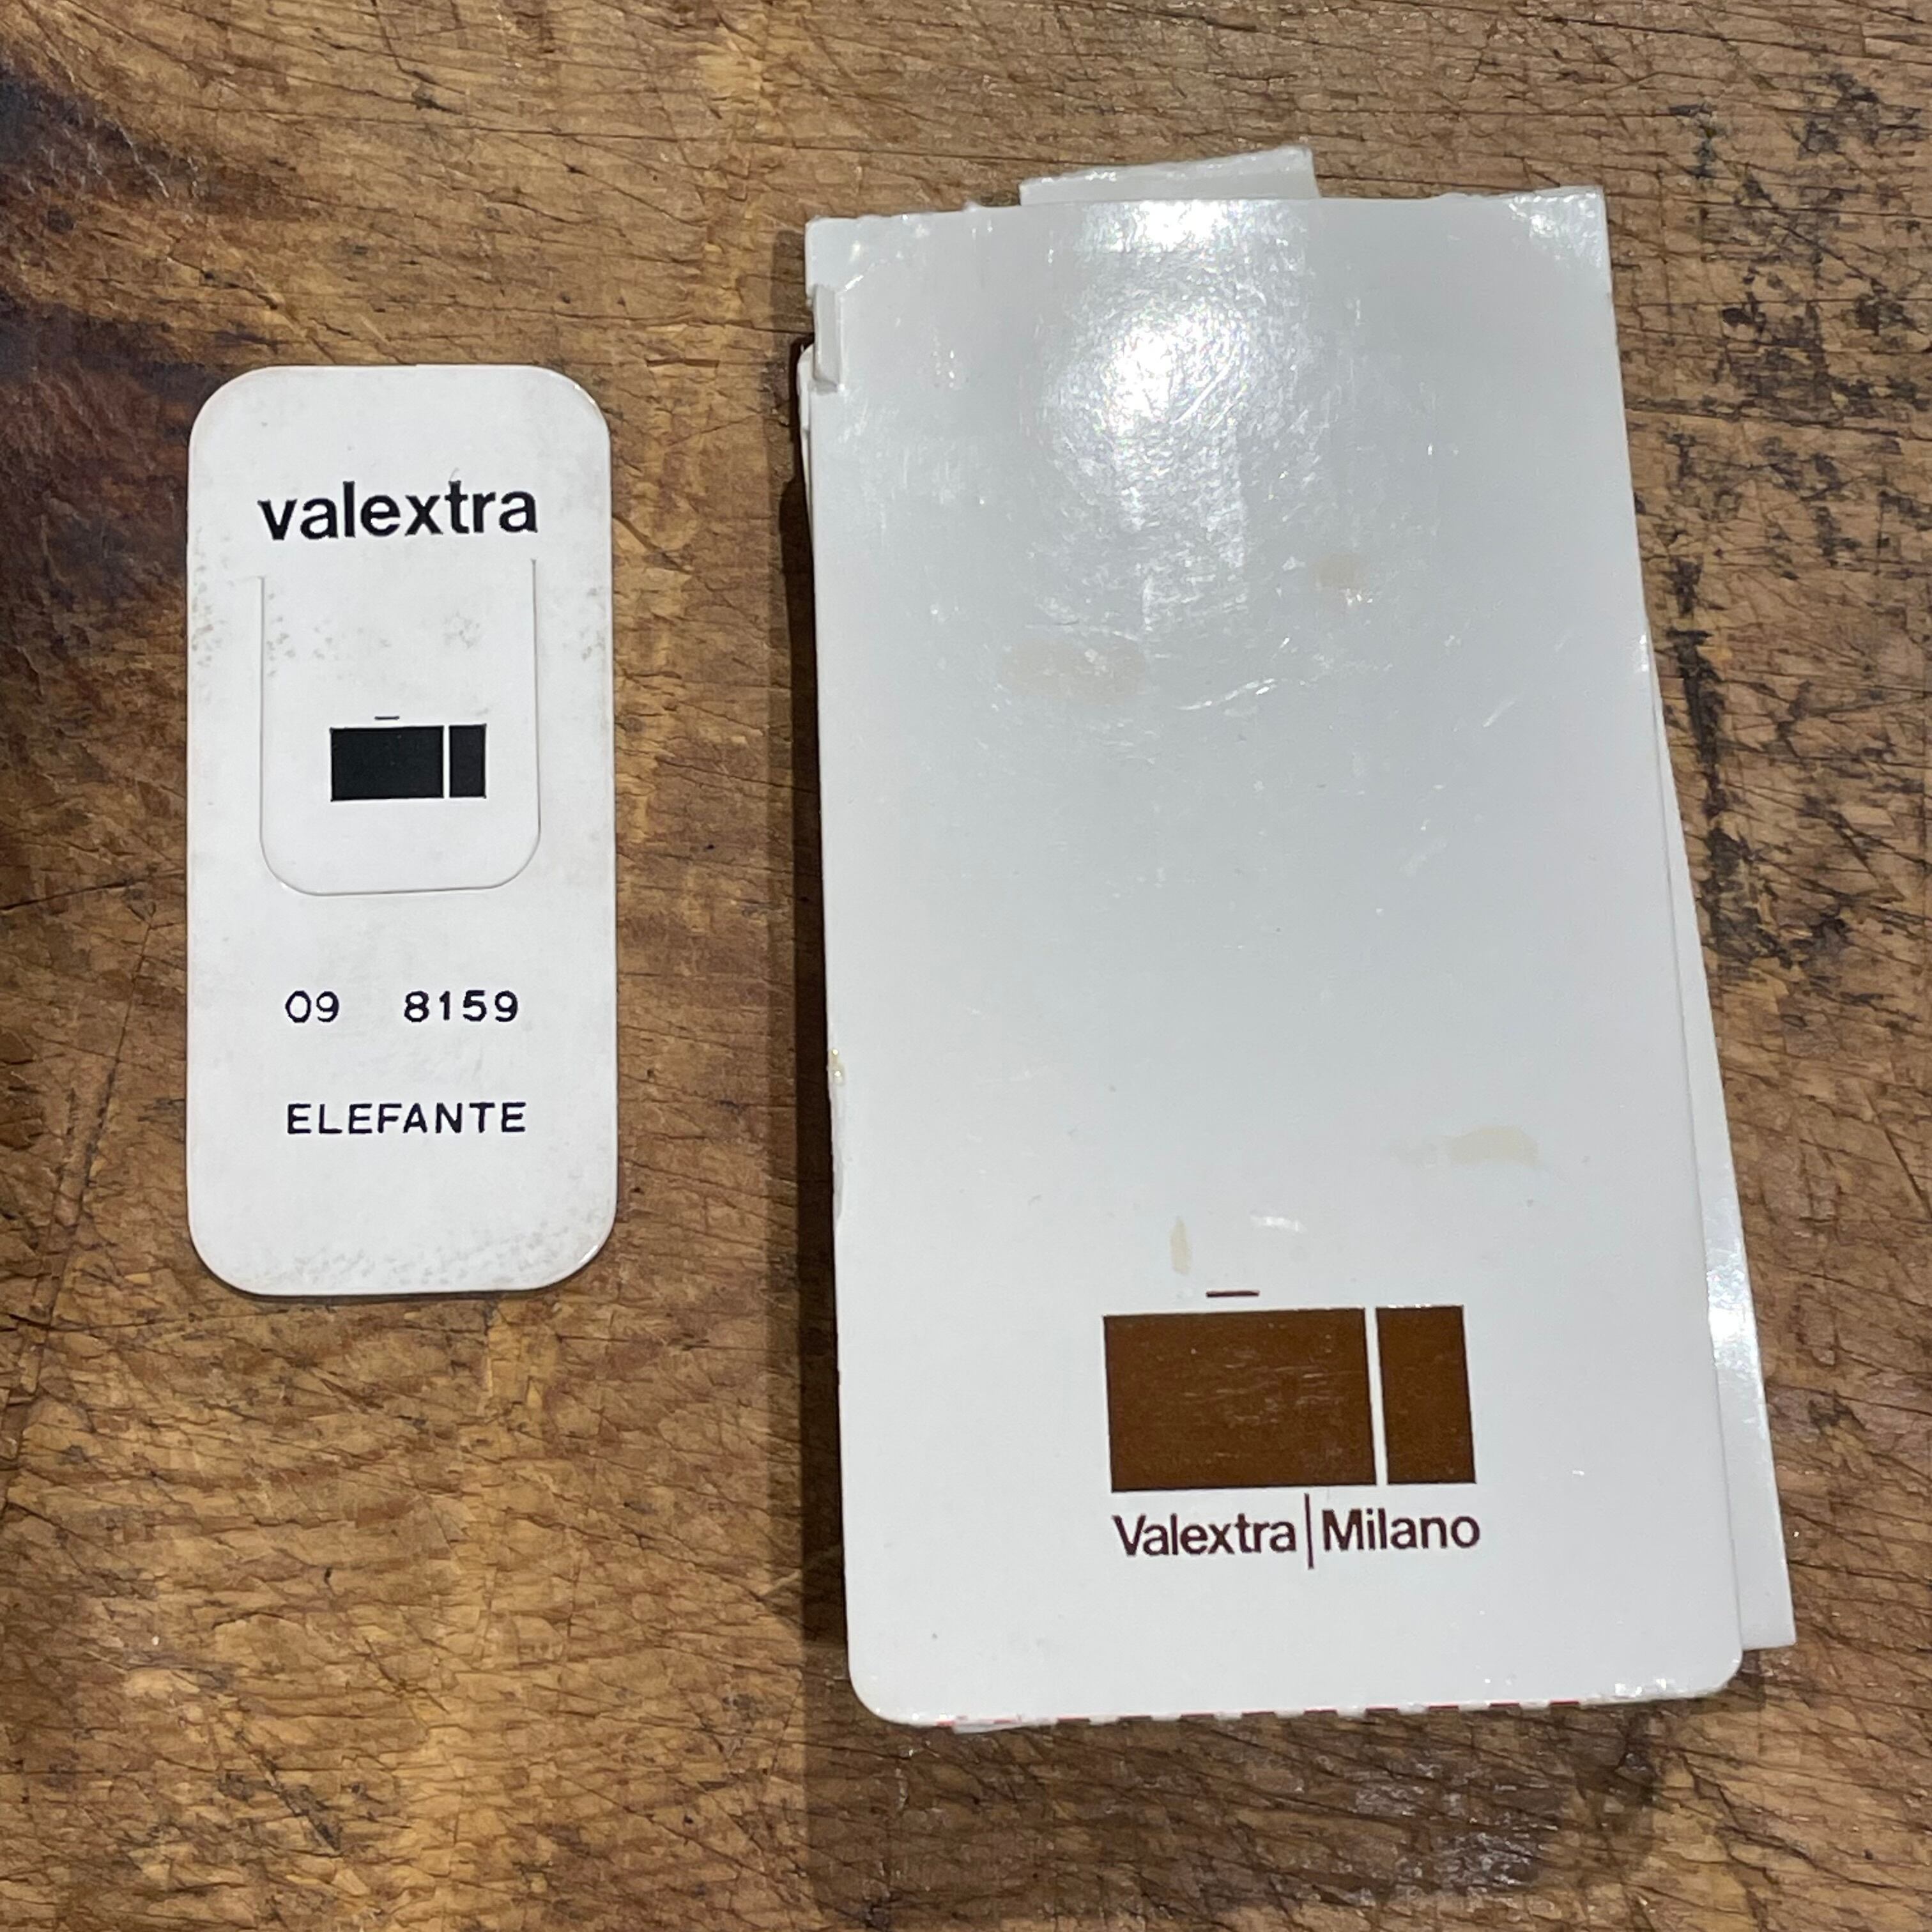 valextra
09 8159
ELEFANTE
Valextra|Milano